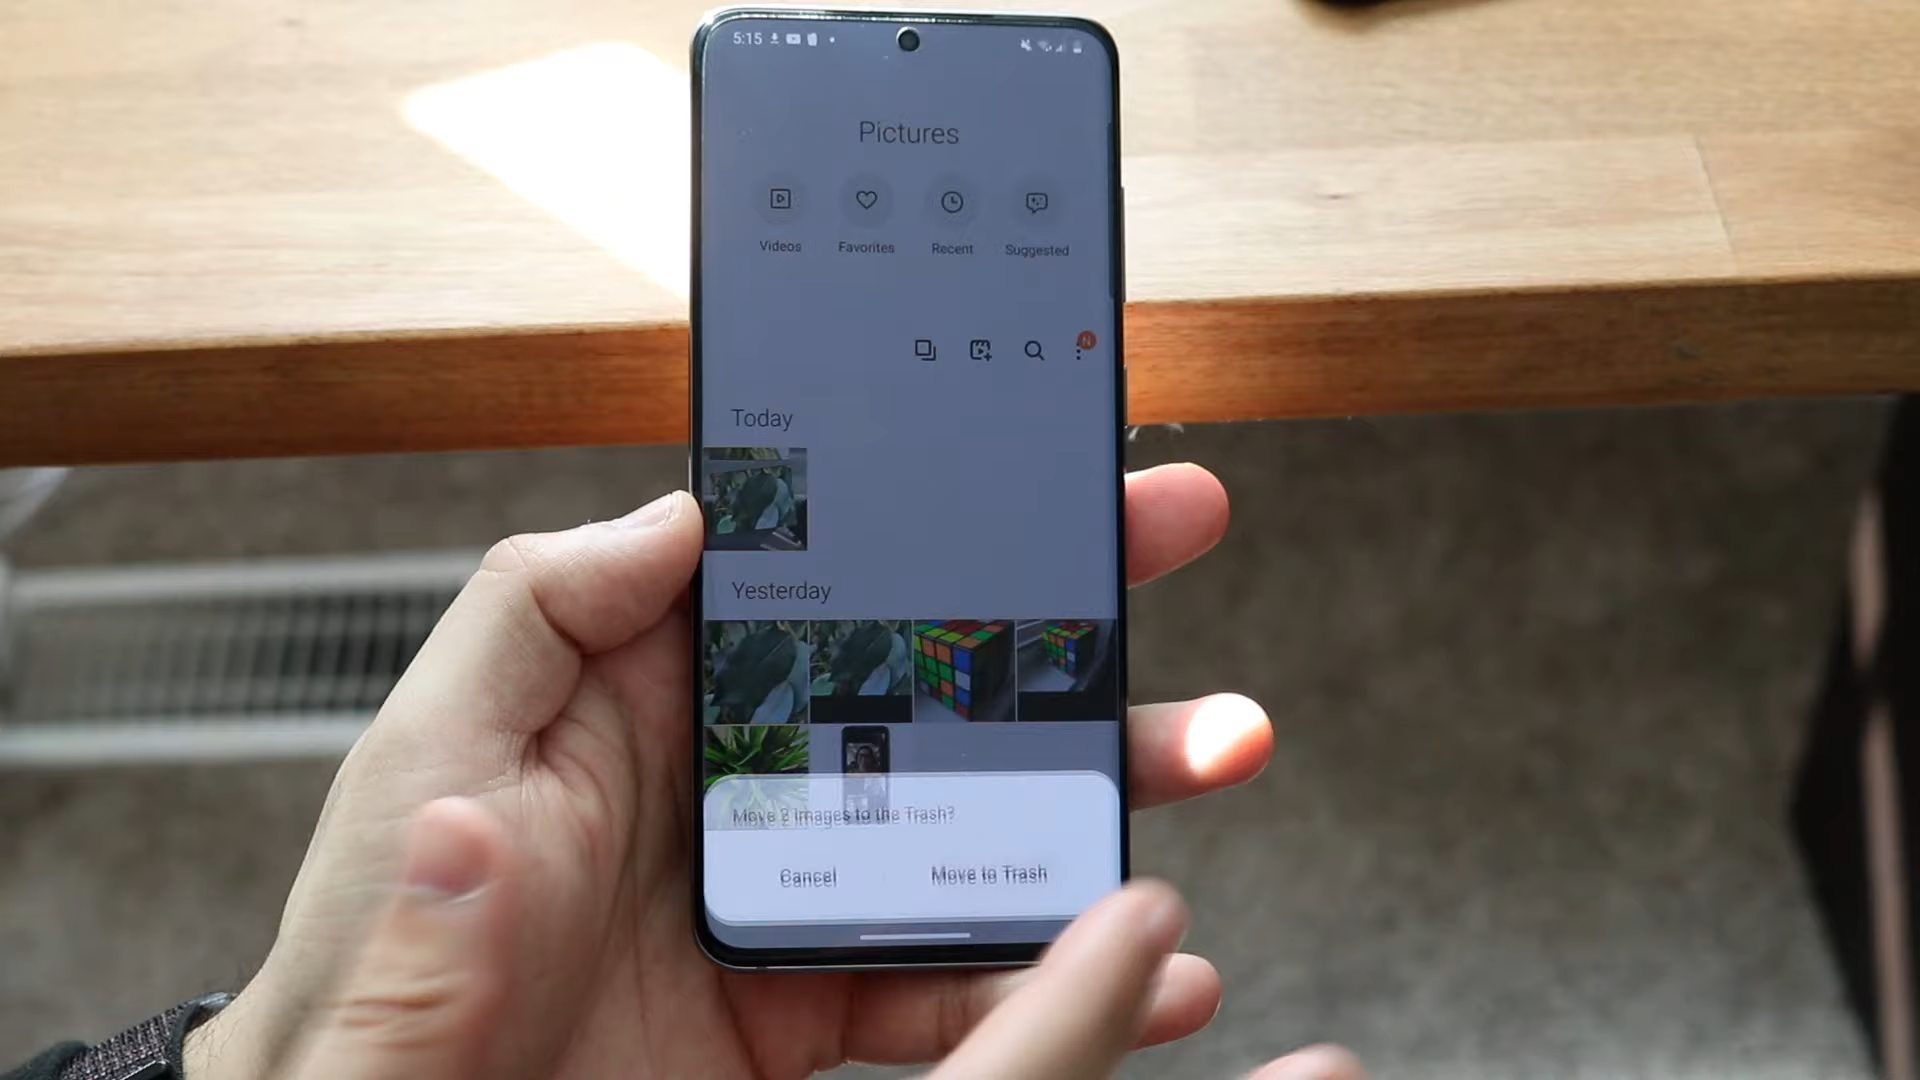 5:15
Pictures
Videos Favorites Recent Suggested
N
Today
Yesterday
Move 2 images to the Trash?
Cancel Move to Trash